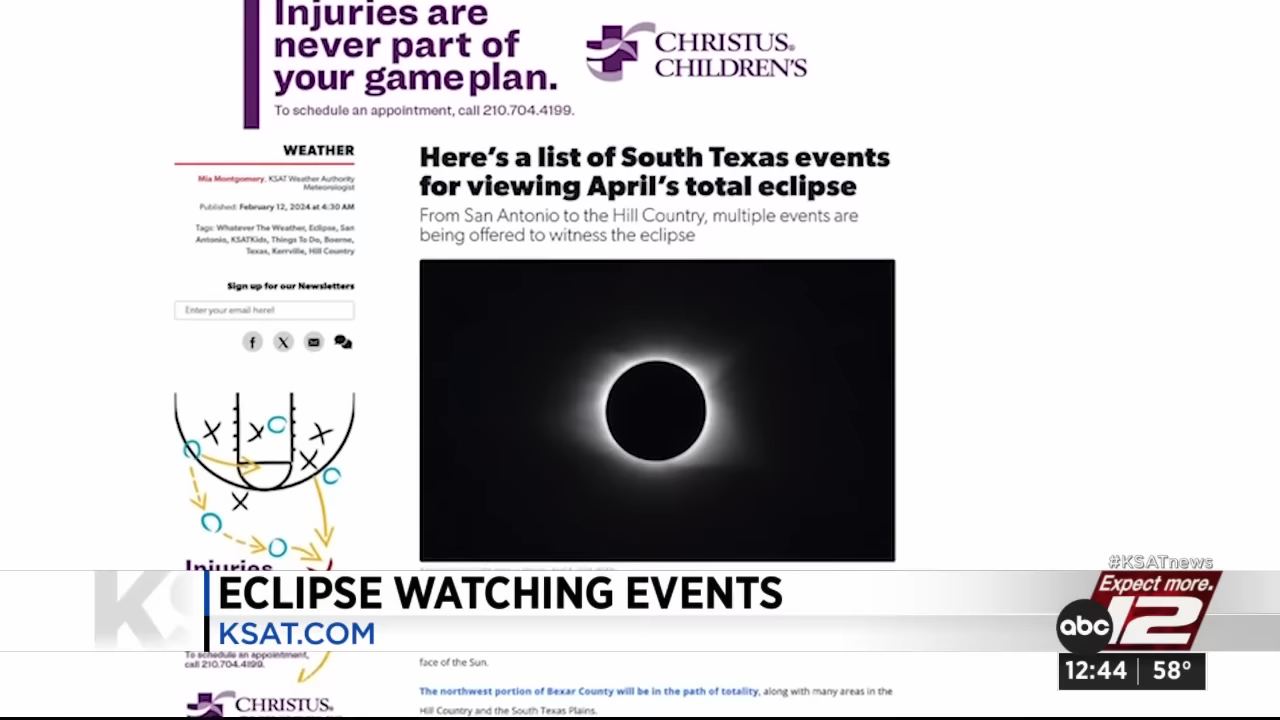 Injuries are
never part of
your game plan.
To schedule an appointment, call 210.704.4199.
CHRISTUS®
CHILDREN'S
WEATHER
Mia Montgomery, KSAT Weather Authority
Meteorologist
Published: February 12, 2024 at 4:30 AM
Tags: Whatever The Weather, Eclipse, San
Antonio, KSATKids, Things To Do, Boerne,
Texas, Kerrville, Hill Country
Sign up for our Newsletters
Enter your email here!
Here's a list of South Texas events
for viewing April's total eclipse
From San Antonio to the Hill Country, multiple events are
being offered to witness the eclipse
X X X
X
X
Injuries
To schedule an appointment,
call 210.704.4199.
CHRISTUS®
#KSATnews
Expect more.
abc 12
KS
ECLIPSE WATCHING EVENTS
KSAT.COM
12:44 58°
face of the Sun.
The northwest portion of Bexar County will be in the path of totality, along with many areas in the
Hill Country and the South Texas Plains.